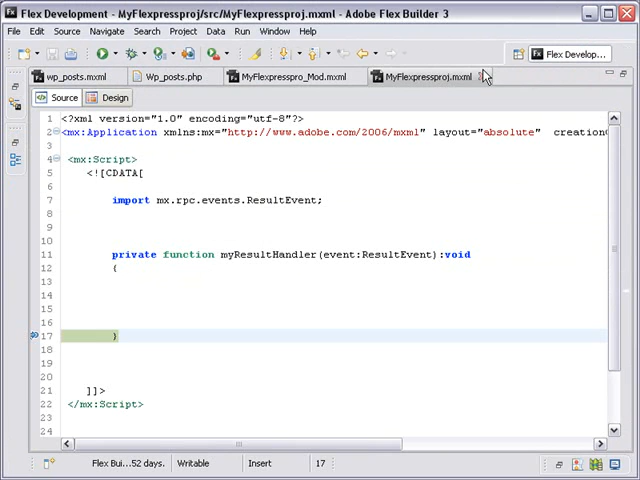 Flex Development - MyFlexpressproj/src/MyFlexpressproj.mxml - Adobe Flex Builder 3
File Edit Source Navigate Search Project Data Run Window Help
Flex Develop...
wp_posts.mxml Wp_posts.php MyFlexpresspro_Mod.mxml MyFlexpressproj.mxml
Source Design
1 <?xml version="1.0" encoding="utf-8"?>
2 <mx:Application xmlns:mx="http://www.adobe.com/2006/mxml" layout="absolute" creationC
3
4 <mx:Script>
5 <![CDATA[
6
7 import mx.rpc.events.ResultEvent;
8
9
10
11 private function myResultHandler(event:ResultEvent):void
12 {
13
14
15
16
17 }
18
19
20
21 ]]>
22 </mx:Script>
23
24
Flex Bui...52 days. Writable Insert 17